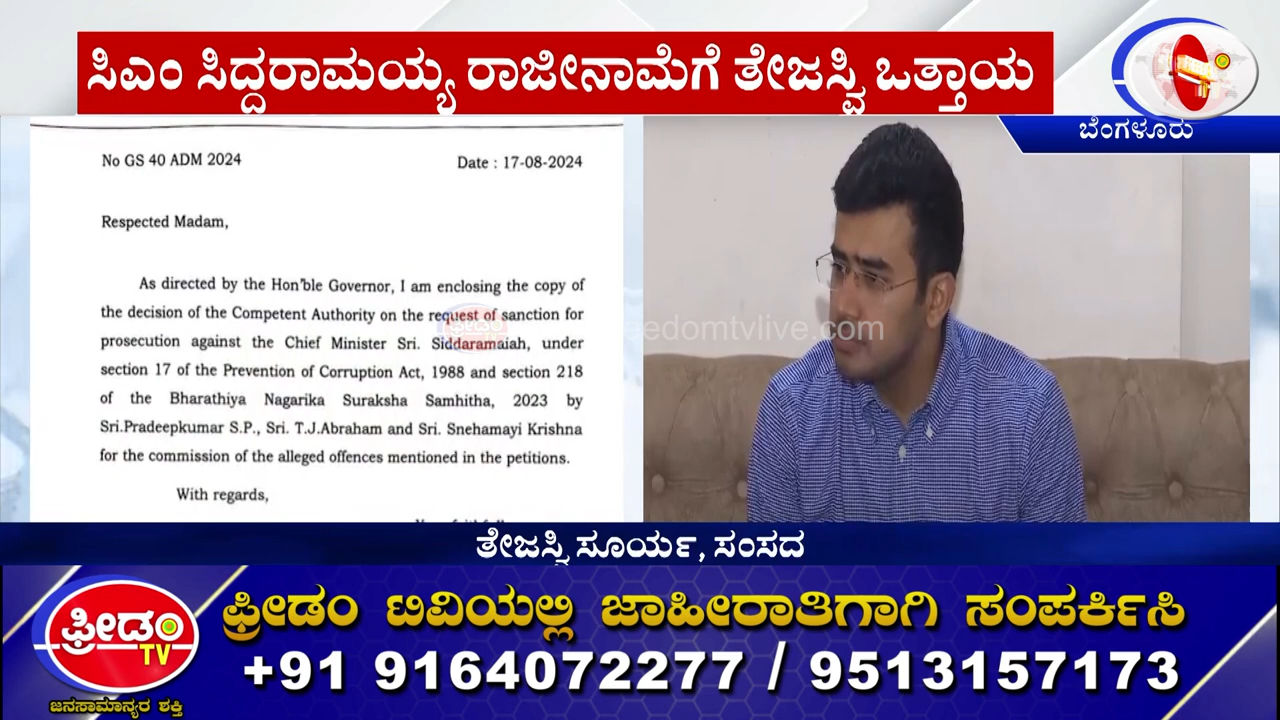 ಸಿಎಂ ಸಿದ್ದರಾಮಯ್ಯ ರಾಜೀನಾಮೆಗೆ ತೇಜಸ್ವಿ ಒತ್ತಾಯ
ಬೆಂಗಳೂರು
No GS 40 ADM 2024
Date : 17-08-2024
Respected Madam,
As directed by the Hon'ble Governor, I am enclosing the copy
of the decision of the Competent Authority on the request of sanction for
prosecution against the Chief Minister Sri. Siddaramaiah, under
section 17 of the Prevention of Corruption Act, 1988 and section 218
of the Bharathiya Nagarika Suraksha Samhitha, 2023 by
Sri.Pradeepkumar S.P., Sri. T.J.Abraham and Sri. Snehamayi Krishna
for the commission of the alleged offences mentioned in the petitions.
With regards,
ಫ್ರೀಡಂ
eedomtvlive.com
ತೇಜಸ್ವಿ ಸೂರ್ಯ, ಸಂಸದ
ಫ್ರೀಡಂ
TV
ಜನಸಾಮಾನ್ಯರ ಶಕ್ತಿ
ಫ್ರೀಡಂ ಟಿವಿಯಲ್ಲಿ ಜಾಹೀರಾತಿಗಾಗಿ ಸಂಪರ್ಕಿಸಿ
+91 9164072277 / 9513157173